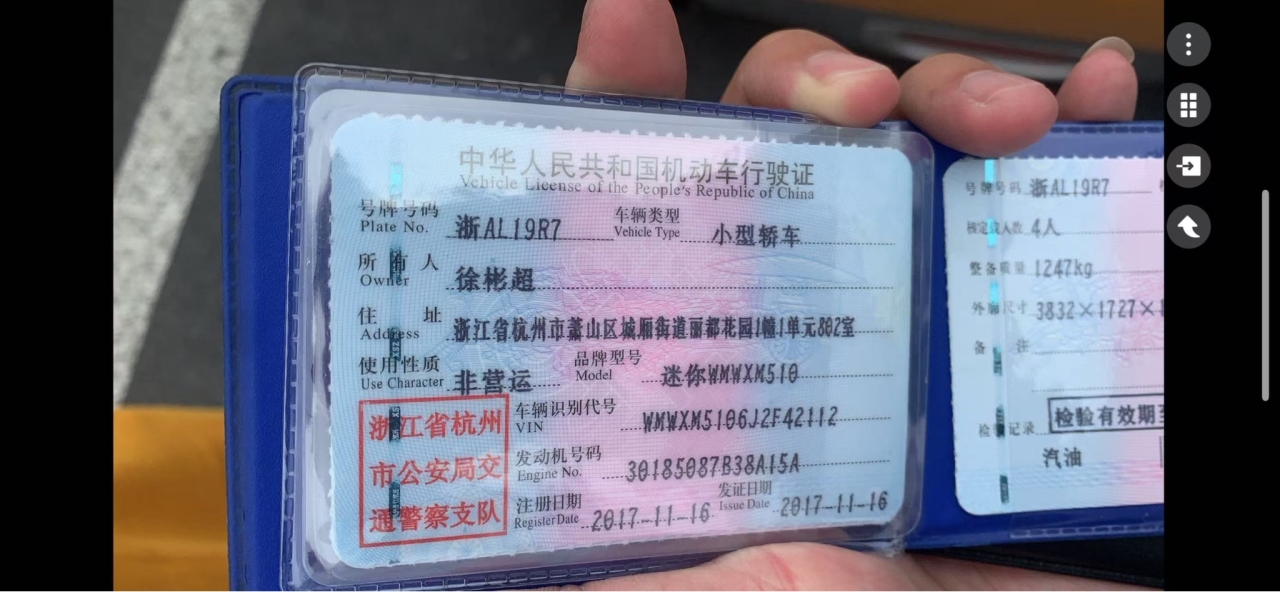 中华人民共和国机动车行驶证
Vehicle License of the People's Republic of China
号牌号码 浙AL19R7 车辆类型 小型轿车
Plate No. Vehicle Type
所有人 徐彬超
Owner
住址 浙江省杭州市萧山区城厢街道丽都花园1幢1单元802室
Address
使用性质 非营运 品牌型号 迷你WMWXM510
Use Character Model
浙江省杭州
市公安局交
通警察支队
车辆识别代号 WMWXM5106J2F42112
VIN
发动机号码 30185087B38A15A
Engine No.
注册日期 2017-11-16 发证日期 2017-11-16
Register Date Issue Date
号牌号码 浙AL19R7
核定载人数 4人
整备质量 1247kg
外廓尺寸 3832×1727×
备注
检验记录 检验有效期至
汽油